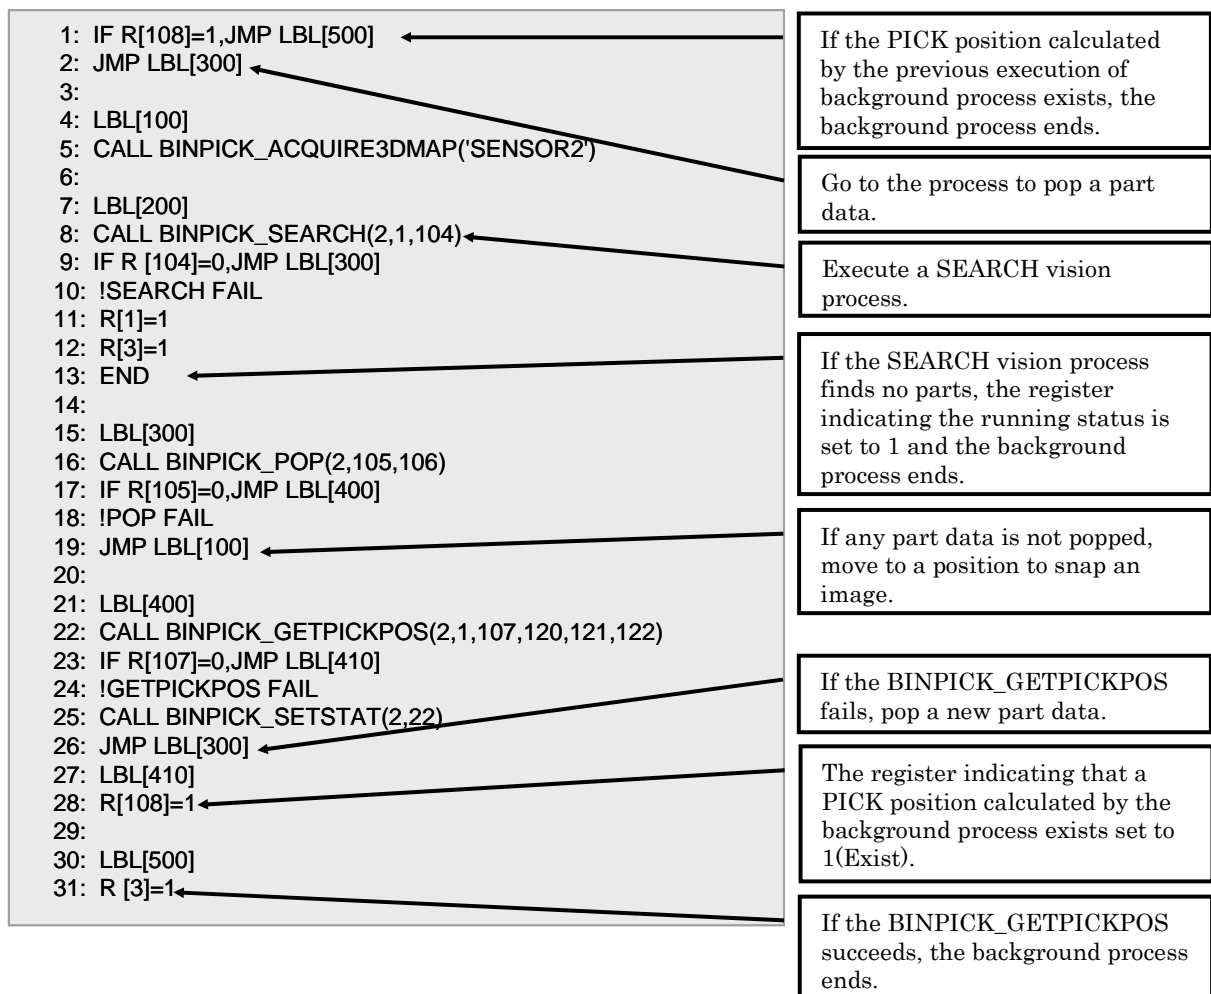 1: IF R[108]=1,JMP LBL[500]
2: JMP LBL[300]
3:
4: LBL[100]
5: CALL BINPICK_ACQUIRE3DMAP('SENSOR2')
6:
7: LBL[200]
8: CALL BINPICK_SEARCH(2,1,104)
9: IF R [104]=0,JMP LBL[300]
10: !SEARCH FAIL
11: R[1]=1
12: R[3]=1
13: END
14:
15: LBL[300]
16: CALL BINPICK_POP(2,105,106)
17: IF R[105]=0,JMP LBL[400]
18: !POP FAIL
19: JMP LBL[100]
20:
21: LBL[400]
22: CALL BINPICK_GETPICKPOS(2,1,107,120,121,122)
23: IF R[107]=0,JMP LBL[410]
24: !GETPICKPOS FAIL
25: CALL BINPICK_SETSTAT(2,22)
26: JMP LBL[300]
27: LBL[410]
28: R[108]=1
29:
30: LBL[500]
31: R [3]=1
If the PICK position calculated
by the previous execution of
background process exists, the
background process ends.
Go to the process to pop a part
data.
Execute a SEARCH vision
process.
If the SEARCH vision process
finds no parts, the register
indicating the running status is
set to 1 and the background
process ends.
If any part data is not popped,
move to a position to snap an
image.
If the BINPICK_GETPICKPOS
fails, pop a new part data.
The register indicating that a
PICK position calculated by the
background process exists set to
1(Exist).
If the BINPICK_GETPICKPOS
succeeds, the background process
ends.